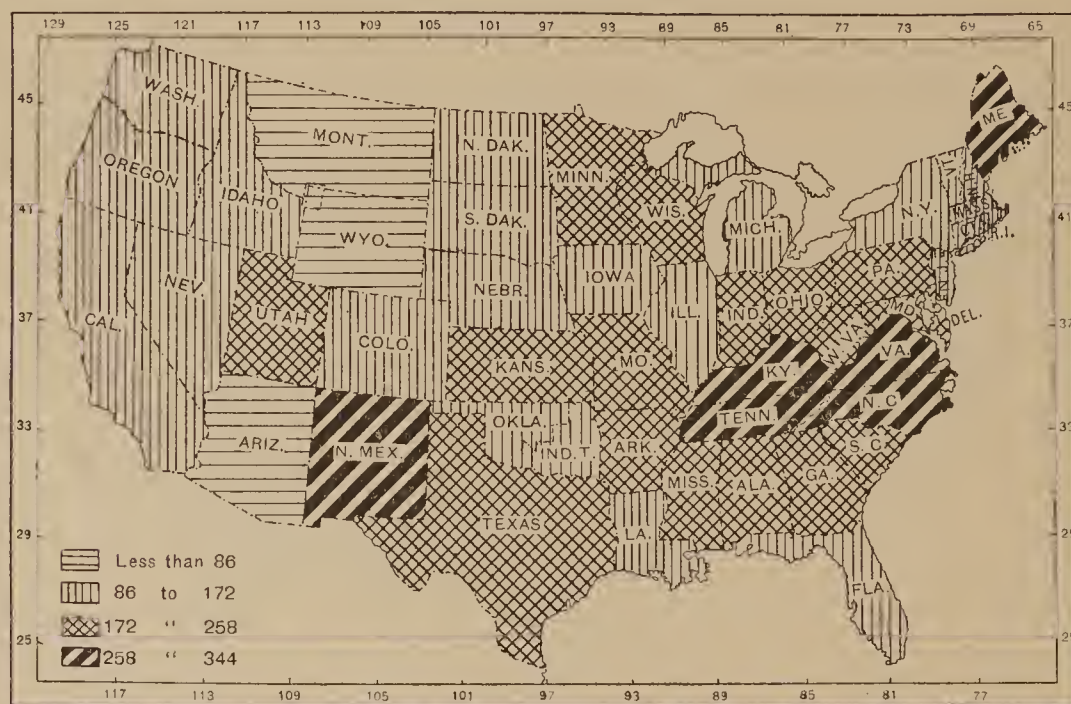 129 125 121 117 113 109 105 101 97 93 89 85 81 77 73 69 65
45 45
WASH.
MONT.
N. DAK.
MINN.
ME
OREGON
IDAHO
S. DAK.
WIS.
MICH.
N.Y.
VT.
MASS.
41 41
WYO.
R.I.
NEV.
NEBR.
IOWA
PA.
UTAH
ILL.
IND.
OHIO
MD.
DEL.
37 37
CAL.
COLO.
W. VA.
VA.
KANS.
MO.
KY.
N.C.
TENN.
33
OKLA.
ARIZ.
N. MEX.
IND. T.
ARK.
S. C.
MISS.
ALA.
GA.
TEXAS
29
LA.
FLA.
Less than 86
86 to 172
172 “ 258
258 “ 344
25
117 113 109 105 101 97 93 89 85 81 77